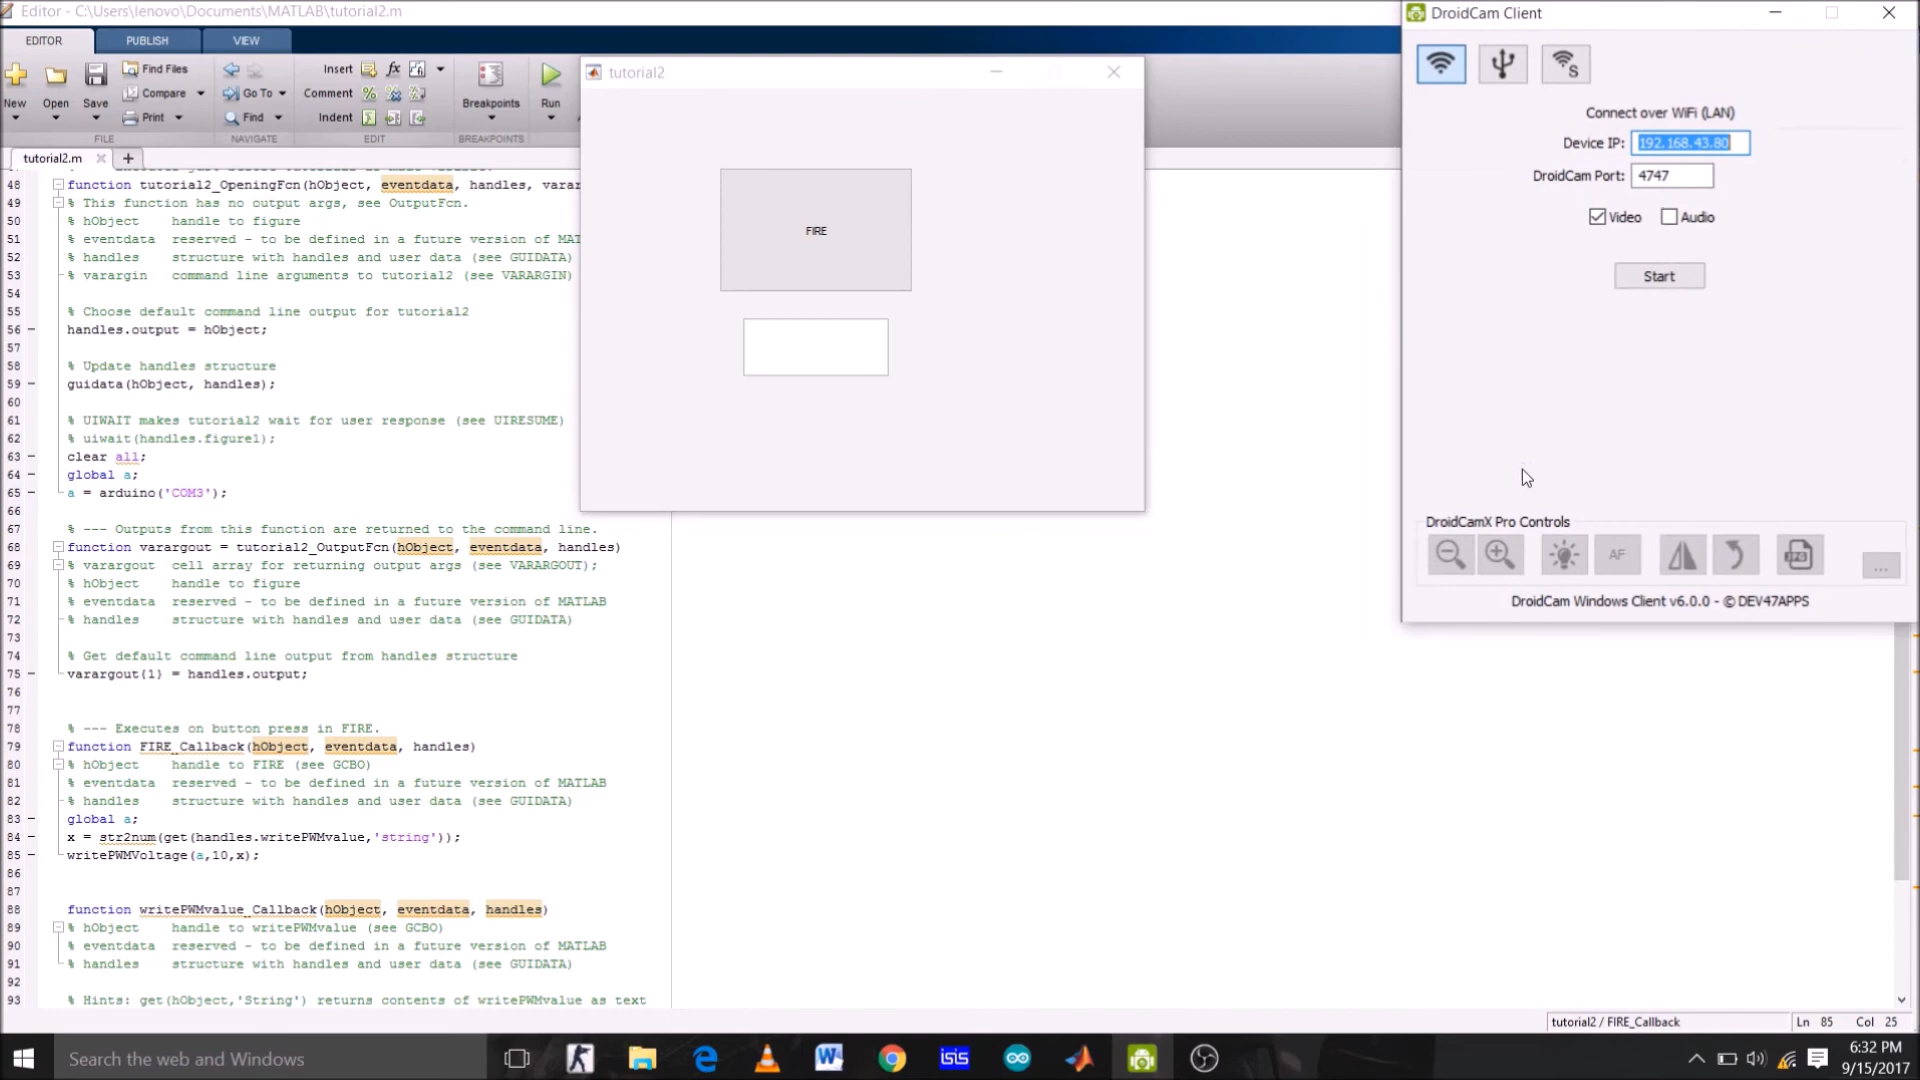 Editor - C:\Users\lenovo\Documents\MATLAB\tutorial2.m
EDITOR
PUBLISH
VIEW
New
Open
Save
Find Files
Compare
Print
FILE
Go To
Find
NAVIGATE
Insert
fx
Comment
Indent
EDIT
Breakpoints
BREAKPOINTS
Run
tutorial2.m
48 function tutorial2_OpeningFcn(hObject, eventdata, handles, varar
49 % This function has no output args, see OutputFcn.
50 % hObject    handle to figure
51 % eventdata  reserved - to be defined in a future version of MAT
52 % handles    structure with handles and user data (see GUIDATA)
53 % varargin   command line arguments to tutorial2 (see VARARGIN)
54
55 % Choose default command line output for tutorial2
56 handles.output = hObject;
57
58 % Update handles structure
59 guidata(hObject, handles);
60
61 % UIWAIT makes tutorial2 wait for user response (see UIRESUME)
62 % uiwait(handles.figure1);
63 clear all;
64 global a;
65 a = arduino('COM3');
66
67 % --- Outputs from this function are returned to the command line.
68 function varargout = tutorial2_OutputFcn(hObject, eventdata, handles)
69 % varargout  cell array for returning output args (see VARARGOUT);
70 % hObject    handle to figure
71 % eventdata  reserved - to be defined in a future version of MATLAB
72 % handles    structure with handles and user data (see GUIDATA)
73
74 % Get default command line output from handles structure
75 varargout{1} = handles.output;
76
77
78 % --- Executes on button press in FIRE.
79 function FIRE_Callback(hObject, eventdata, handles)
80 % hObject    handle to FIRE (see GCBO)
81 % eventdata  reserved - to be defined in a future version of MATLAB
82 % handles    structure with handles and user data (see GUIDATA)
83 global a;
84 x = str2num(get(handles.writePWMvalue,'string'));
85 writePWMVoltage(a,10,x);
86
87
88 function writePWMvalue_Callback(hObject, eventdata, handles)
89 % hObject    handle to writePWMvalue (see GCBO)
90 % eventdata  reserved - to be defined in a future version of MATLAB
91 % handles    structure with handles and user data (see GUIDATA)
92
93 % Hints: get(hObject,'String') returns contents of writePWMvalue as text
tutorial2
FIRE
DroidCam Client
Connect over WiFi (LAN)
Device IP: 192.168.43.80
DroidCam Port: 4747
Video
Audio
Start
DroidCamX Pro Controls
AF
JPG
...
DroidCam Windows Client v6.0.0 - © DEV47APPS
tutorial2 / FIRE_Callback
Ln 85 Col 25
Search the web and Windows
isis
6:32 PM
9/15/2017